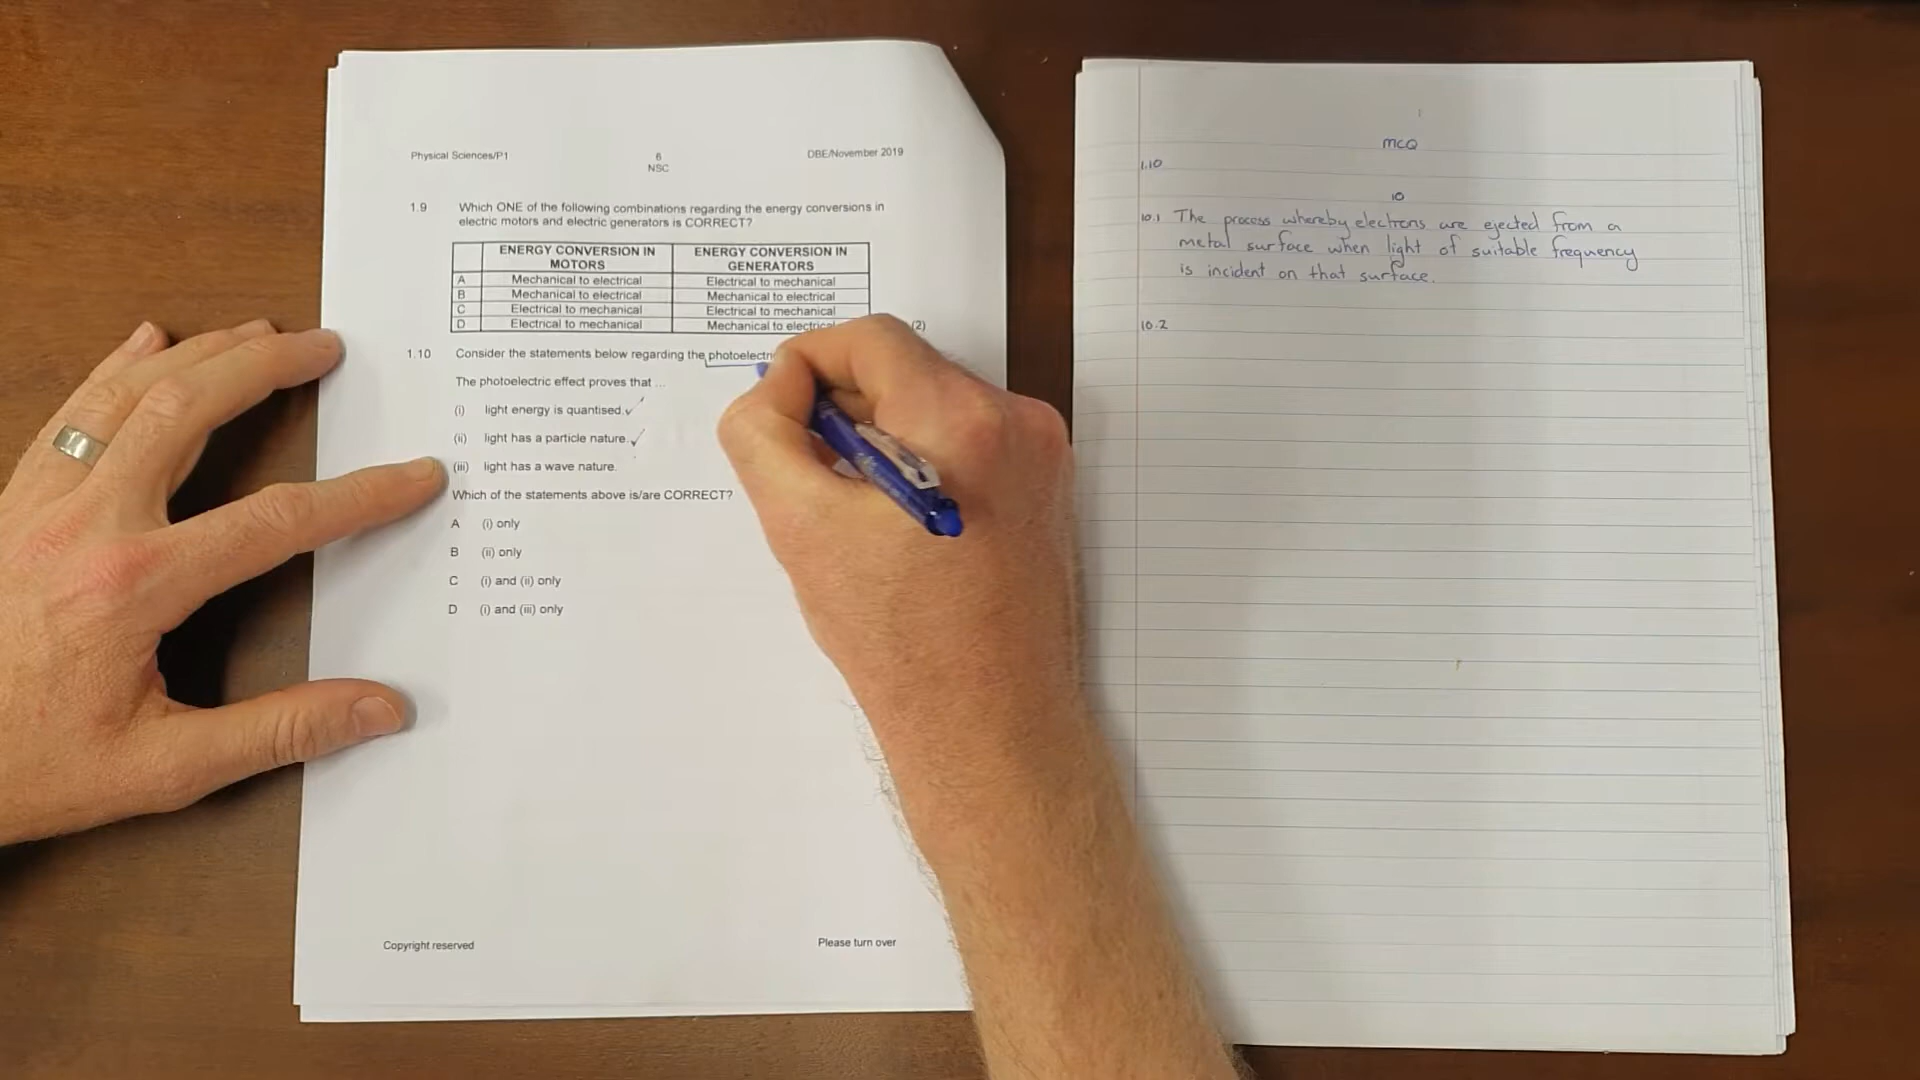 Physical Sciences/P1 6 DBE/November 2019
NSC
1.9 Which ONE of the following combinations regarding the energy conversions in
electric motors and electric generators is CORRECT?
ENERGY CONVERSION IN MOTORS ENERGY CONVERSION IN GENERATORS
A Mechanical to electrical Electrical to mechanical
B Mechanical to electrical Mechanical to electrical
C Electrical to mechanical Electrical to mechanical
D Electrical to mechanical Mechanical to
(2)
1.10 Consider the statements below regarding the
The photoelectric effect proves that ...
(i) light energy is quantised.
(ii) light has a particle nature.
(iii) light has a wave nature.
Which of the statements above is/are CORRECT?
A (i) only
B (ii) only
C (i) and (ii) only
D (i) and (iii) only
Copyright reserved Please turn over
mcQ
1.10
10
10.1 The process whereby electrons are ejected from a
metal surface when light of suitable frequency
is incident on that surface.
10.2